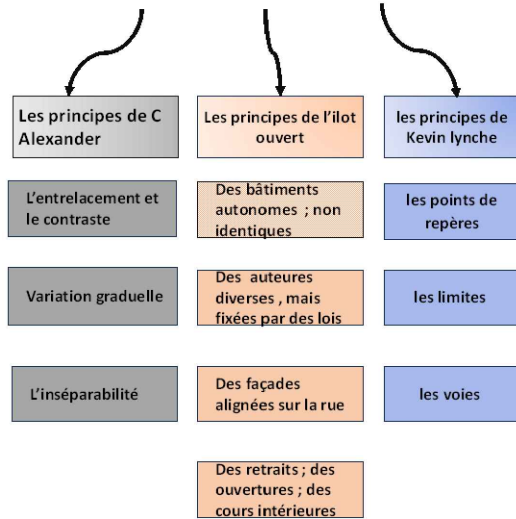 Les principes de C
Alexander
L'entrelacement et
le contraste
Variation graduelle
L'inséparabilité
Les principes de l'ilot
ouvert
Des bâtiments
autonomes ; non
identiques
Des auteures
diverses , mais
fixées par des lois
Des façades
alignées sur la rue
Des retraits ; des
ouvertures ; des
cours intérieures
les principes de
Kevin lynche
les points de
repères
les limites
les voies